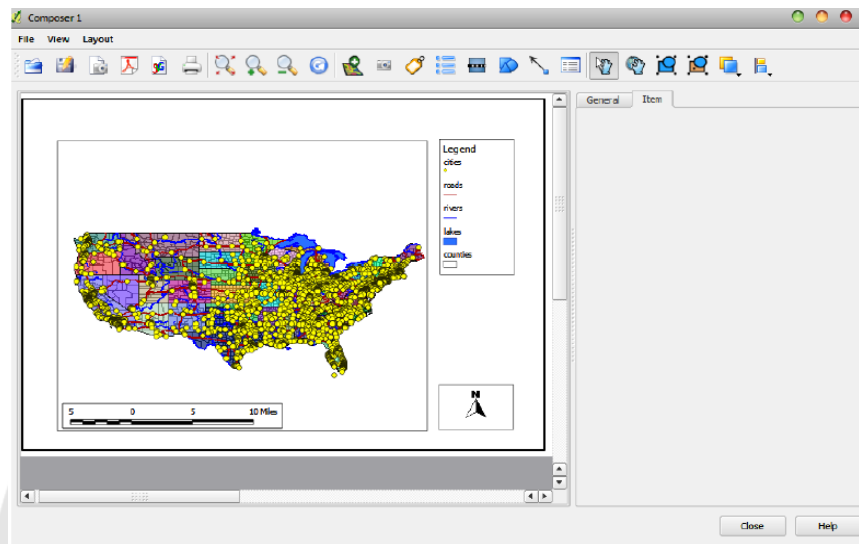 Composer 1
File View Layout
General Item
Legend
cities
roads
rivers
lakes
counties
N
5 0 5 10 Miles
Close Help